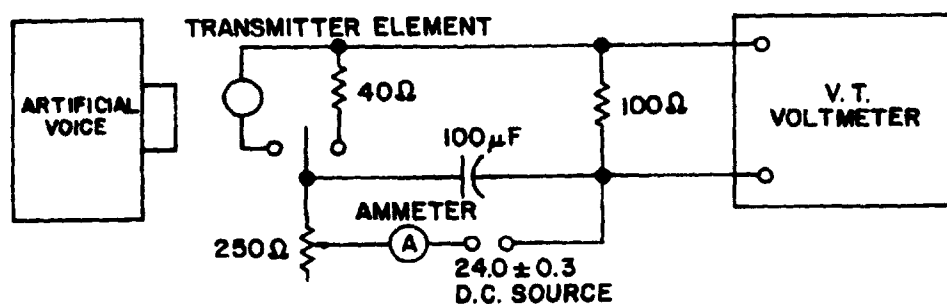 TRANSMITTER ELEMENT
ARTIFICIAL
VOICE
40Ω
100Ω
V. T.
VOLTMETER
100μF
AMMETER
250Ω
A
24.0 ± 0.3
D.C. SOURCE